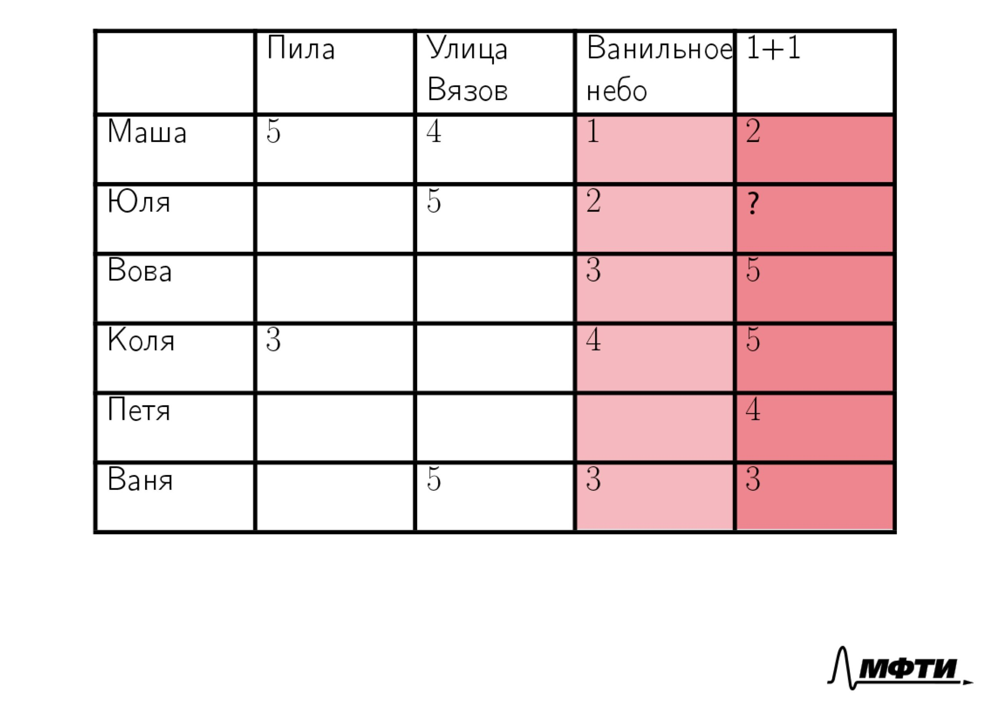 Пила Улица Ванильное 1+1
Вязов небо
Маша 5 4 1 2
Юля 5 2 ?
Вова 3 5
Коля 3 4 5
Петя 4
Ваня 5 3 3
МФТИ